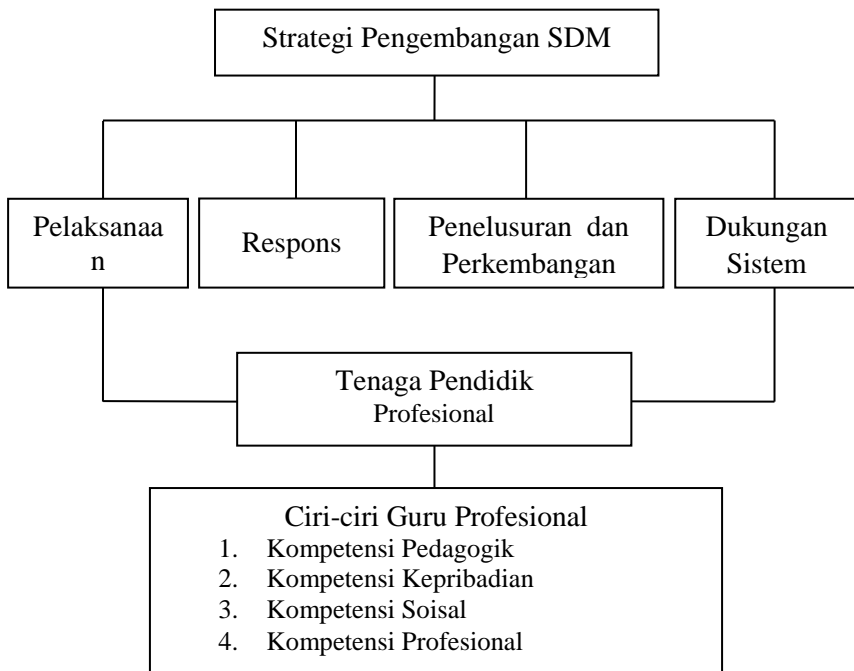 Strategi Pengembangan SDM
Pelaksanaa
n
Respons
Penelusuran dan
Perkembangan
Dukungan
Sistem
Tenaga Pendidik
Profesional
Ciri-ciri Guru Profesional
1. Kompetensi Pedagogik
2. Kompetensi Kepribadian
3. Kompetensi Soisal
4. Kompetensi Profesional